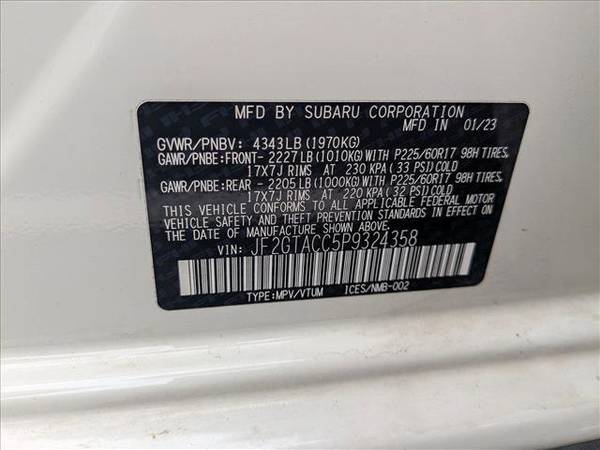 MFD BY SUBARU CORPORATION
MFD IN 01/23
GVWR/PNBV: 4343LB(1970KG)
GAWR/PNBE:FRONT- 2227LB(1010KG)WITH P225/60R17 98H TIRES,
17X7J RIMS AT 230 KPA(33 PSI)COLD
GAWR/PNBE:REAR - 2205LB(1000KG)WITH P225/60R17 98H TIRES,
17X7J RIMS AT 220 KPA(32 PSI)COLD
THIS VEHICLE CONFORMS TO ALL APPLICABLE FEDERAL MOTOR
VEHICLE SAFETY AND THEFT PREVENTION STANDARDS IN EFFECT
ON THE DATE OF MANUFACTURE SHOWN ABOVE.
VIN: JF2GTACC5P9324358
TYPE:MPV/VTUM ICES/NMB-002